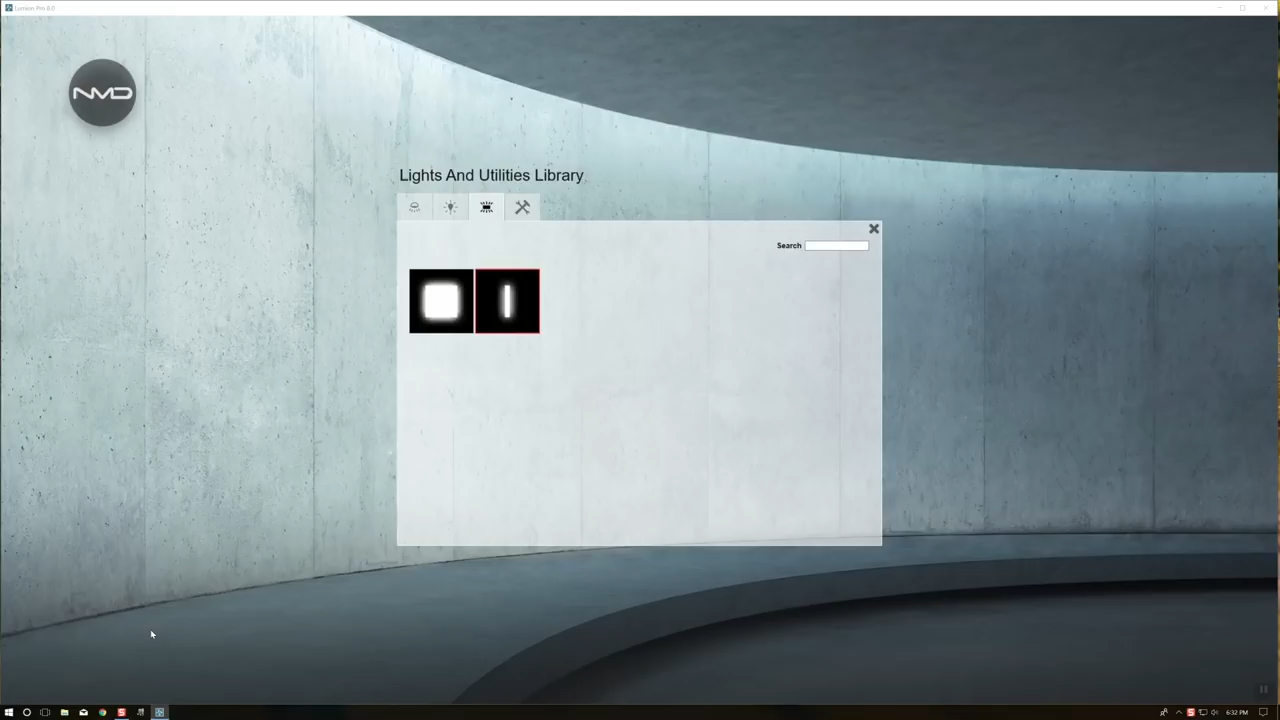 Lumion Pro 8.0
NMD
Lights And Utilities Library
Search
6:32 PM